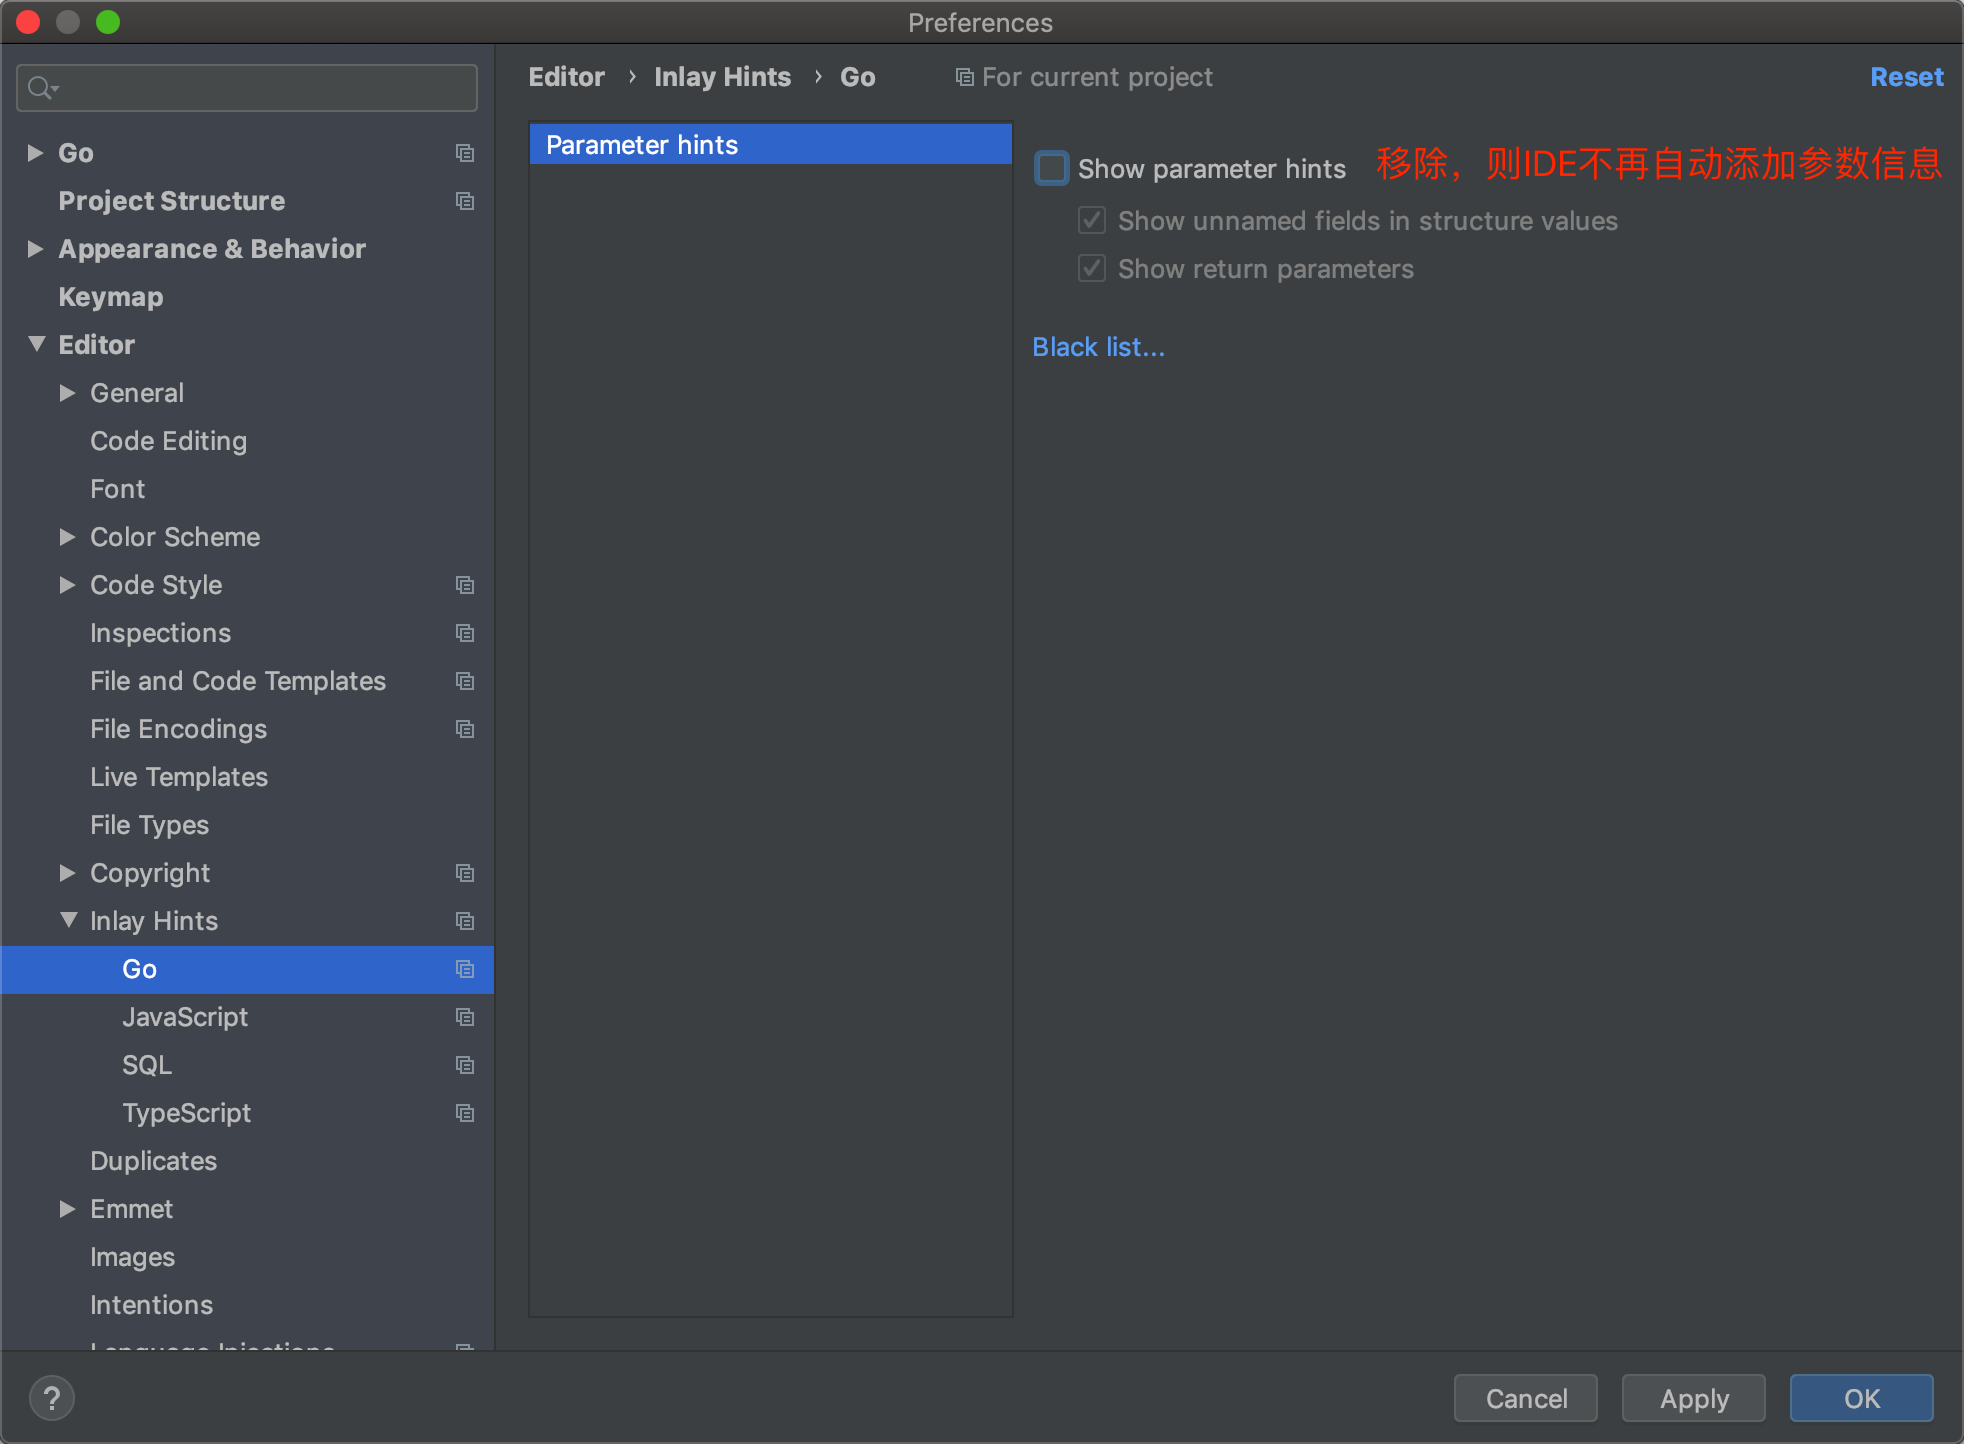 Preferences
Go
Project Structure
Appearance & Behavior
Keymap
Editor
General
Code Editing
Font
Color Scheme
Code Style
Inspections
File and Code Templates
File Encodings
Live Templates
File Types
Copyright
Inlay Hints
Go
JavaScript
SQL
TypeScript
Duplicates
Emmet
Images
Intentions
Language Injections
Editor › Inlay Hints › Go For current project Reset
Parameter hints
Show parameter hints 移除，则IDE不再自动添加参数信息
Show unnamed fields in structure values
Show return parameters
Black list...
? Cancel Apply OK